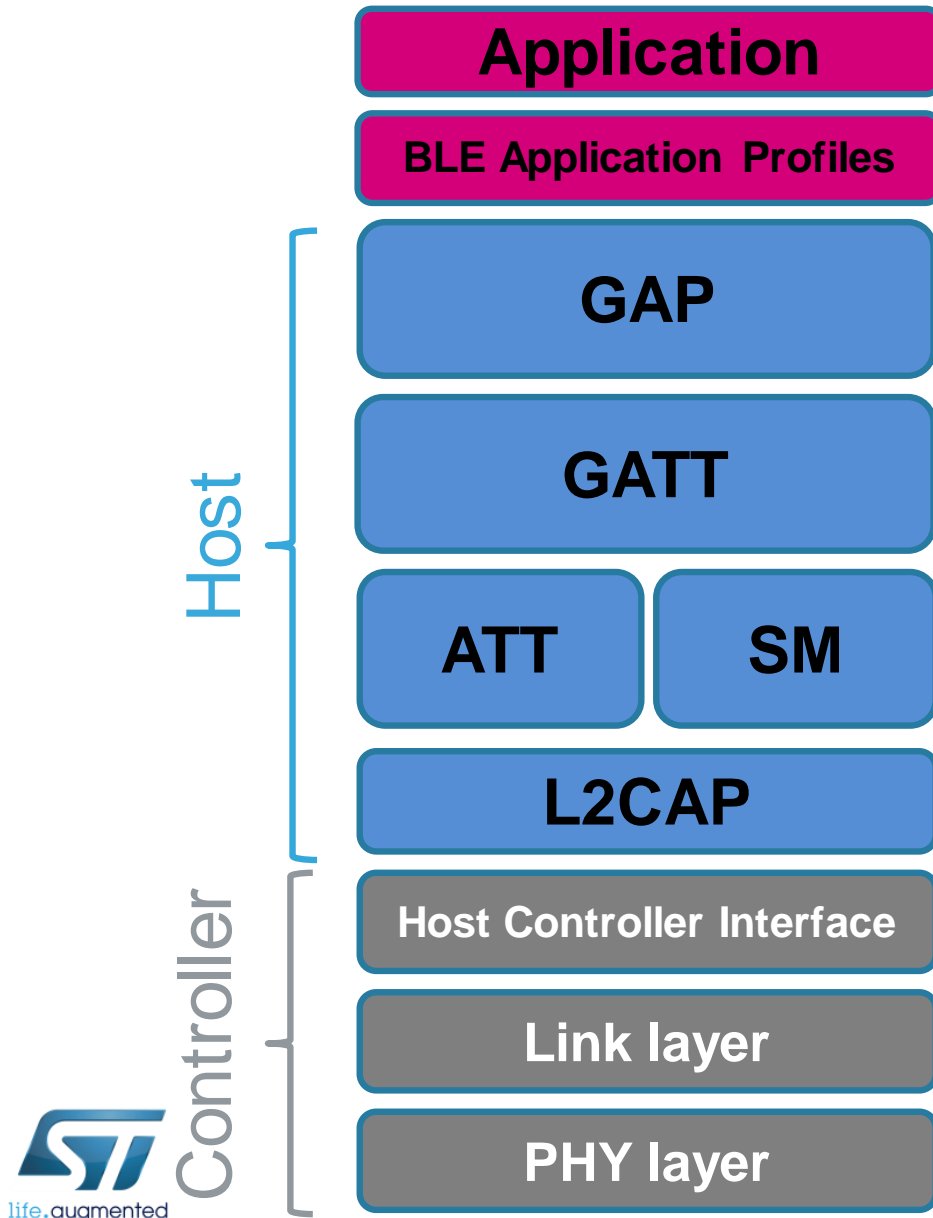 Application
BLE Application Profiles
GAP
GATT
Host
ATT
SM
L2CAP
Host Controller Interface
Controller
Link layer
PHY layer
ST
life.augmented